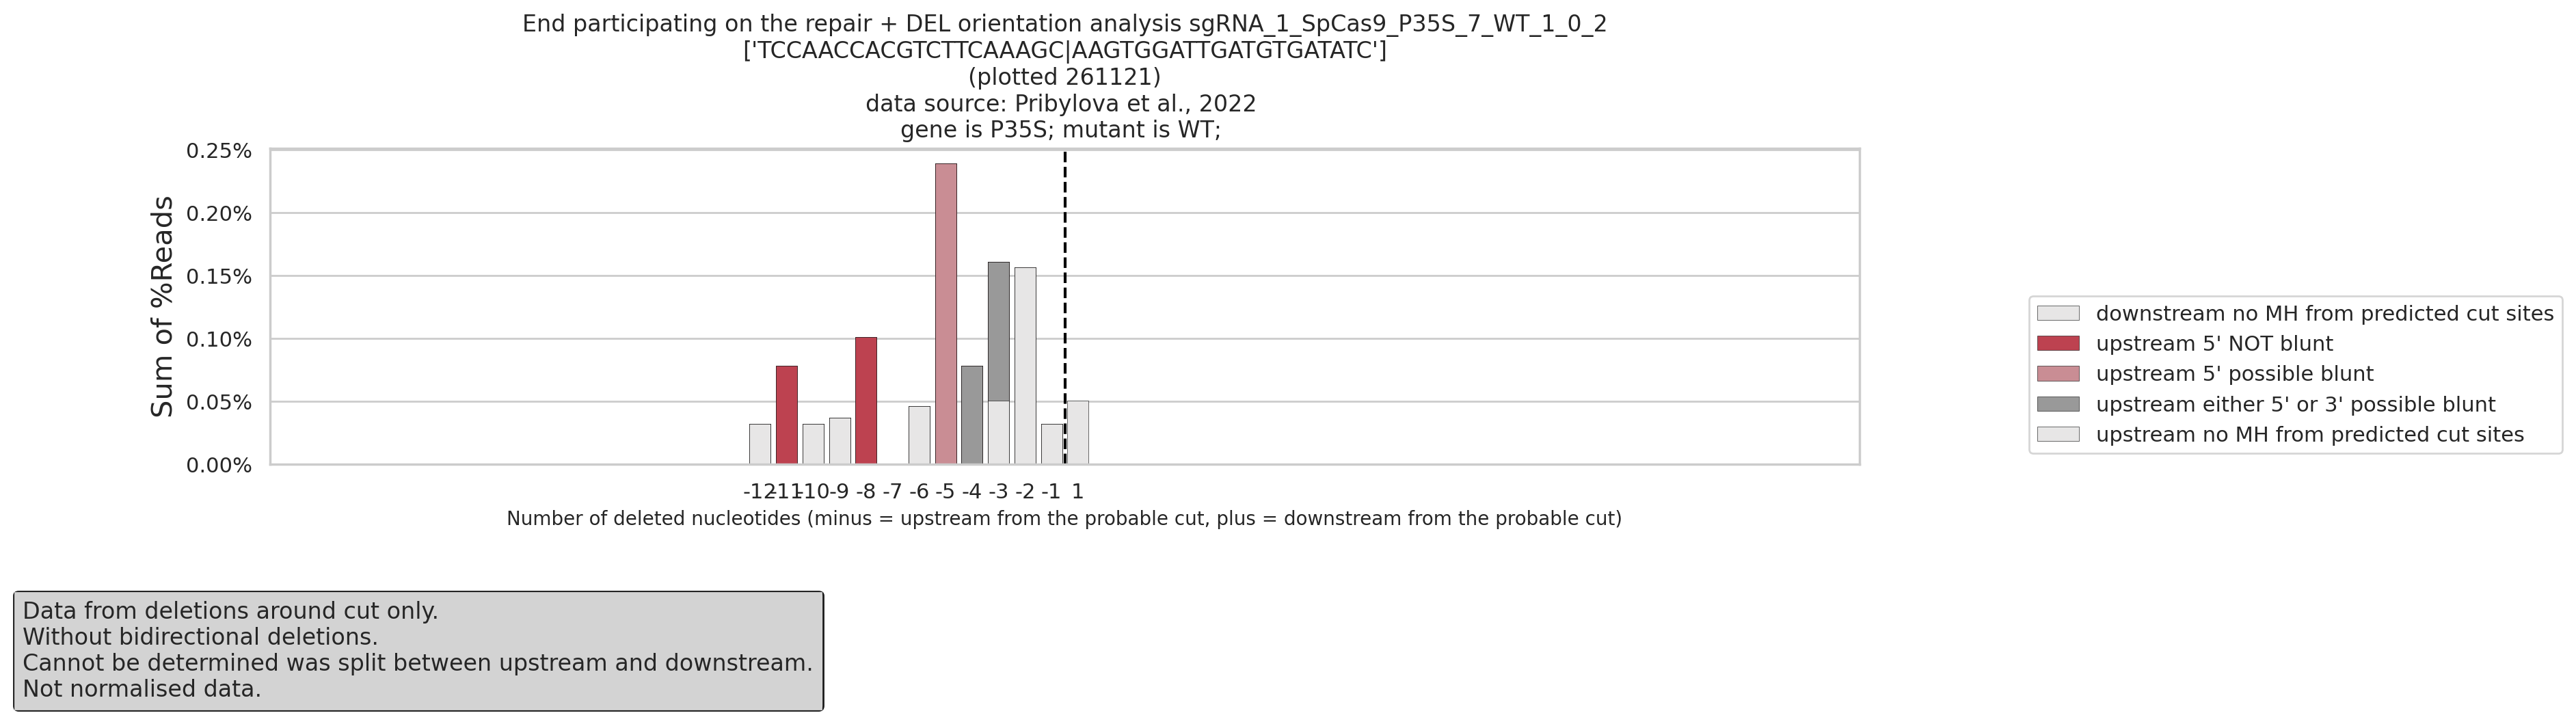 End participating on the repair + DEL orientation analysis sgRNA_1_SpCas9_P35S_7_WT_1_0_2
['TCCAACCACGTCTTCAAAGC|AAGTGGATTGATGTGATATC']
(plotted 261121)
data source: Pribylova et al., 2022
gene is P35S; mutant is WT;
0.25%
0.20%
0.15%
0.10%
0.05%
0.00%
Sum of %Reads
-12 -11 -10 -9 -8 -7 -6 -5 -4 -3 -2 -1 1
Number of deleted nucleotides (minus = upstream from the probable cut, plus = downstream from the probable cut)
downstream no MH from predicted cut sites
upstream 5' NOT blunt
upstream 5' possible blunt
upstream either 5' or 3' possible blunt
upstream no MH from predicted cut sites
Data from deletions around cut only.
Without bidirectional deletions.
Cannot be determined was split between upstream and downstream.
Not normalised data.